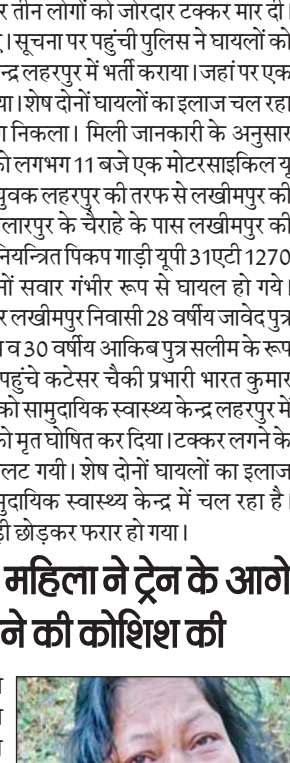 र तीन लोगों को जोरदार टक्कर मार दी।
। सूचना पर पहुंची पुलिस ने घायलों को
न्द्र लहरपुर में भर्ती कराया। जहां पर एक
या। शेष दोनों घायलों का इलाज चल रहा
ा निकला। मिली जानकारी के अनुसार
को लगभग 11 बजे एक मोटरसाइकिल यू
युवक लहरपुर की तरफ से लखीमपुर की
लारपुर के चैराहे के पास लखीमपुर की
नियन्त्रित पिकप गाड़ी यूपी 31एटी 1270
नों सवार गंभीर रूप से घायल हो गये।
र लखीमपुर निवासी 28 वर्षीय जावेद पुत्र
व 30 वर्षीय आकिब पुत्र सलीम के रूप
पहुंचे कटेसर चैकी प्रभारी भारत कुमार
को सामुदायिक स्वास्थ्य केन्द्र लहरपुर में
को मृत घोषित कर दिया। टक्कर लगने के
लट गयी। शेष दोनों घायलों का इलाज
मुदायिक स्वास्थ्य केन्द्र में चल रहा है।
ड़ी छोड़कर फरार हो गया।
महिला ने ट्रेन के आगे
ने की कोशिश की